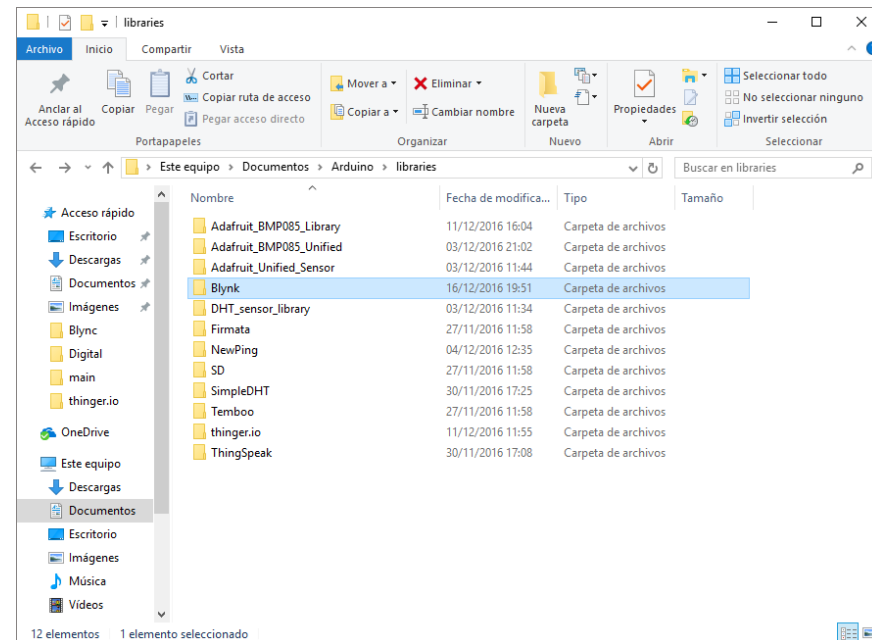 libraries
Archivo Inicio Compartir Vista
Anclar al Acceso rápido
Copiar
Pegar
Cortar
Copiar ruta de acceso
Pegar acceso directo
Portapapeles
Mover a
Copiar a
Eliminar
Cambiar nombre
Organizar
Nueva carpeta
Nuevo
Propiedades
Abrir
Seleccionar todo
No seleccionar ninguno
Invertir selección
Seleccionar
Este equipo > Documentos > Arduino > libraries
Buscar en libraries
Acceso rápido
Escritorio
Descargas
Documentos
Imágenes
Blync
Digital
main
thinger.io
OneDrive
Este equipo
Descargas
Documentos
Escritorio
Imágenes
Música
Vídeos
Nombre Fecha de modifica... Tipo Tamaño
Adafruit_BMP085_Library 11/12/2016 16:04 Carpeta de archivos
Adafruit_BMP085_Unified 03/12/2016 21:02 Carpeta de archivos
Adafruit_Unified_Sensor 03/12/2016 11:44 Carpeta de archivos
Blynk 16/12/2016 19:51 Carpeta de archivos
DHT_sensor_library 03/12/2016 11:34 Carpeta de archivos
Firmata 27/11/2016 11:58 Carpeta de archivos
NewPing 04/12/2016 12:35 Carpeta de archivos
SD 27/11/2016 11:58 Carpeta de archivos
SimpleDHT 30/11/2016 17:25 Carpeta de archivos
Temboo 27/11/2016 11:58 Carpeta de archivos
thinger.io 11/12/2016 11:55 Carpeta de archivos
ThingSpeak 30/11/2016 17:08 Carpeta de archivos
12 elementos 1 elemento seleccionado